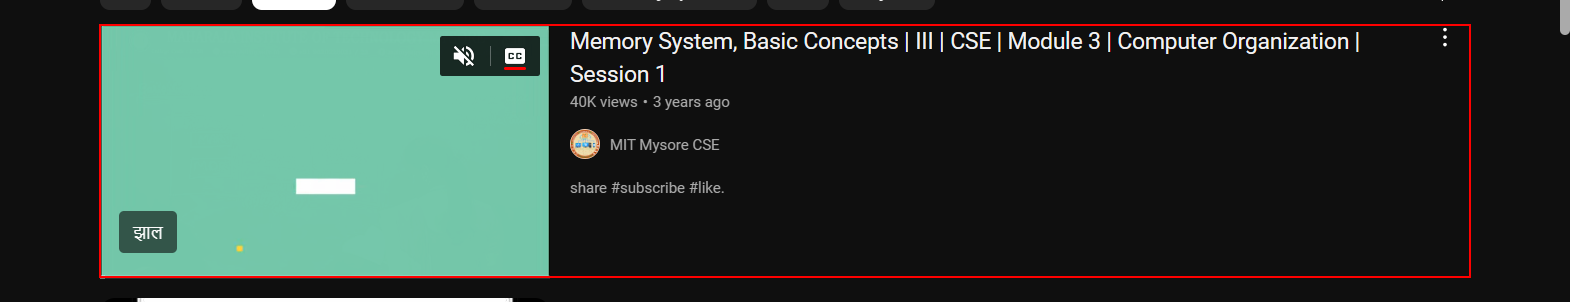 CC
Memory System, Basic Concepts | III | CSE | Module 3 | Computer Organization |
Session 1
40K views • 3 years ago
MIT Mysore CSE
share #subscribe #like.
झाल